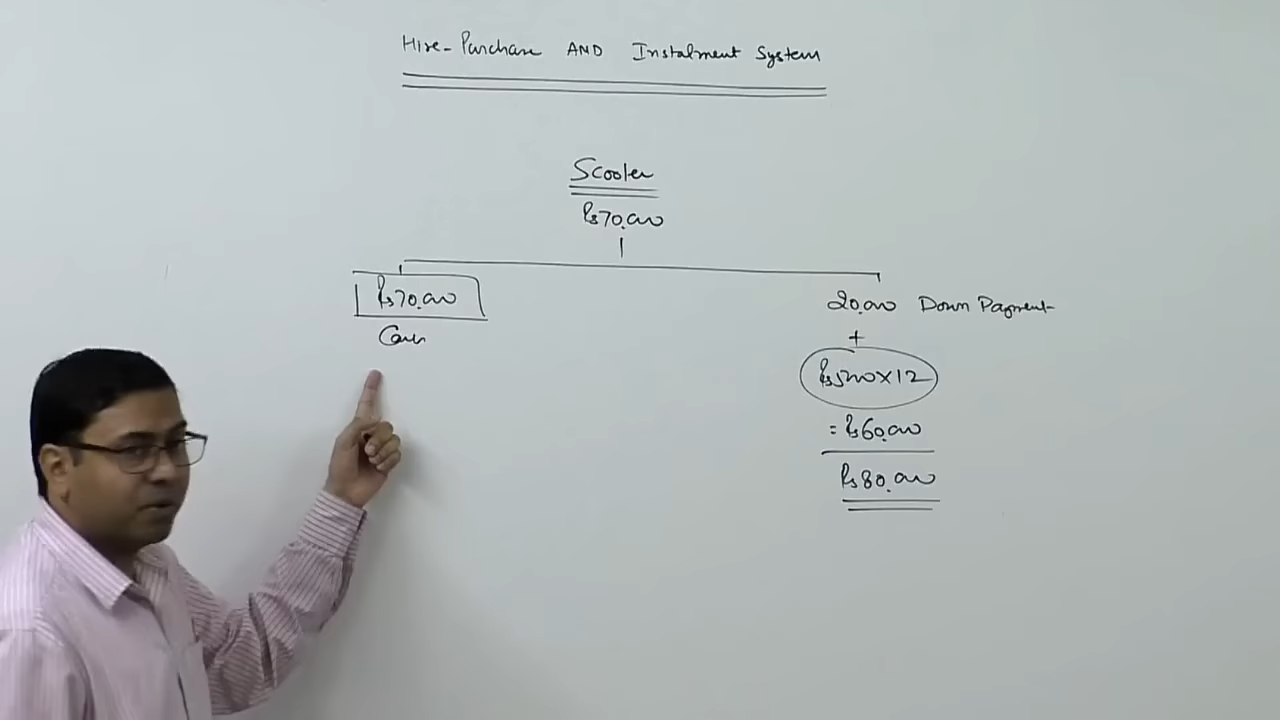 Hire-Purchase AND Instalment System
Scooter
Rs70,000
Rs70,000
Cash
20,000 Down Payment
+
Rs5000×12
= Rs60,000
Rs80,000